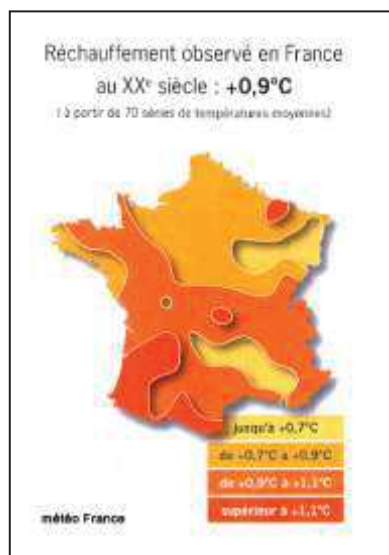 Réchauffement observé en France
au XXᵉ siècle : +0,9°C
( à partir de 70 séries de températures moyennes)
jusqu'à +0,7°C
de +0,7°C à +0,9°C
de +0,9°C à +1,1°C
supérieur à +1,1°C
météo France